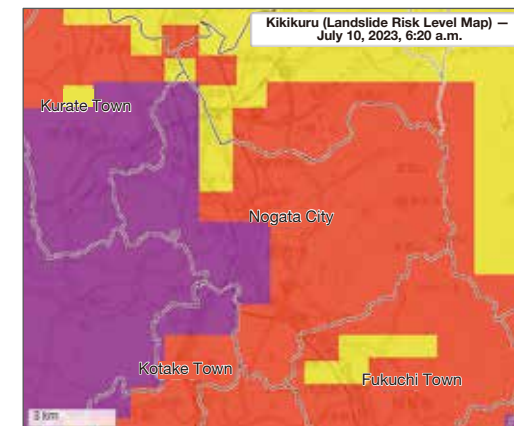 Kikikuru (Landslide Risk Level Map) —
July 10, 2023, 6:20 a.m.
Kurate Town
Nogata City
Kotake Town
Fukuchi Town
3 km